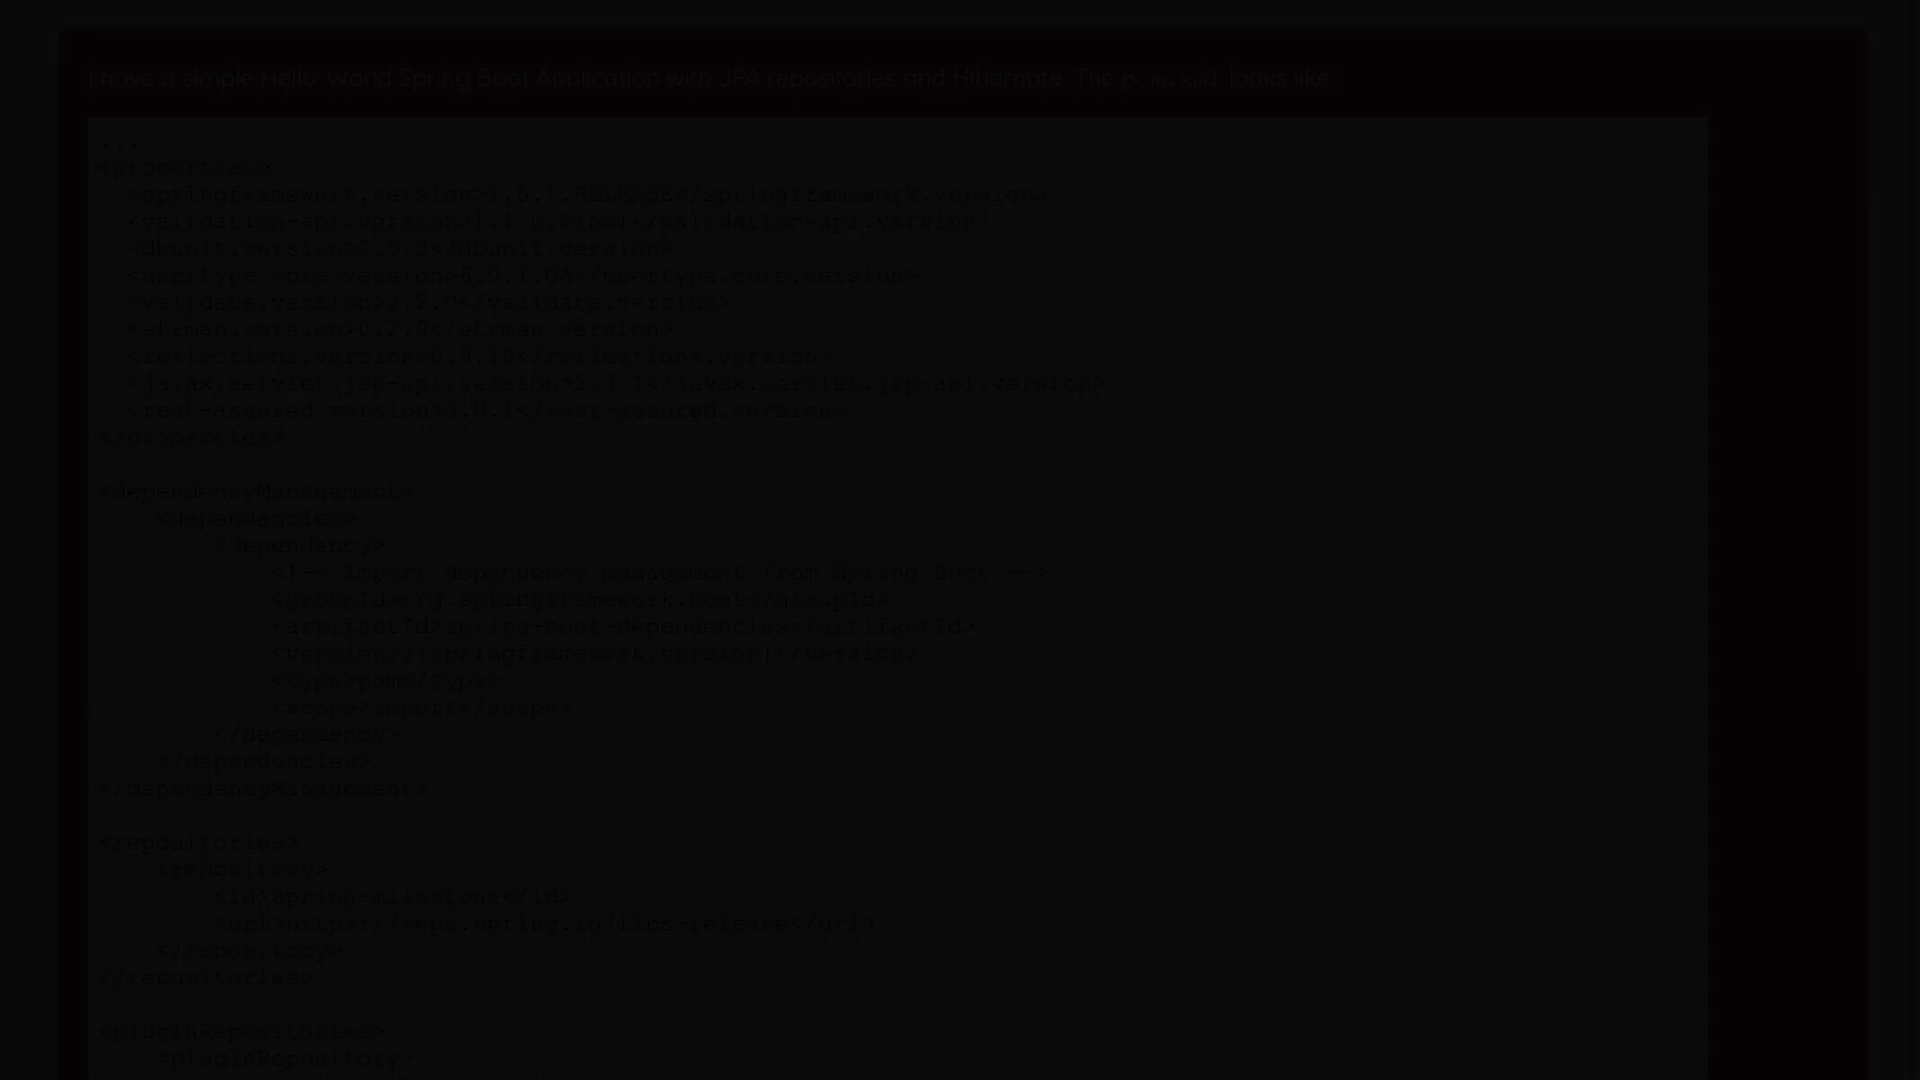 I have a simple Hello World Spring Boot Application with JPA repositories and Hibernate. The pom.xml looks like
...
<properties>
<springframework.version>1.5.1.RELEASE</springframework.version>
<validation-api.version>1.1.0.Final</validation-api.version>
<dbunit.version>2.5.3</dbunit.version>
<usertype.core.version>6.0.1.GA</usertype.core.version>
<validate.version>2.2.0</validate.version>
<strman.version>0.2.0</strman.version>
<reflections.version>0.9.10</reflections.version>
<javax.servlet.jsp-api.version>2.3.1</javax.servlet.jsp-api.version>
<rest-assured.version>3.0.1</rest-assured.version>
</properties>
<dependencyManagement>
<dependencies>
<dependency>
<!-- Import dependency management from Spring Boot -->
<groupId>org.springframework.boot</groupId>
<artifactId>spring-boot-dependencies</artifactId>
<version>${springframework.version}</version>
<type>pom</type>
<scope>import</scope>
</dependency>
</dependencies>
</dependencyManagement>
<repositories>
<repository>
<id>spring-milestone</id>
<url>https://repo.spring.io/libs-release</url>
</repository>
</repositories>
<pluginRepositories>
<pluginRepository>